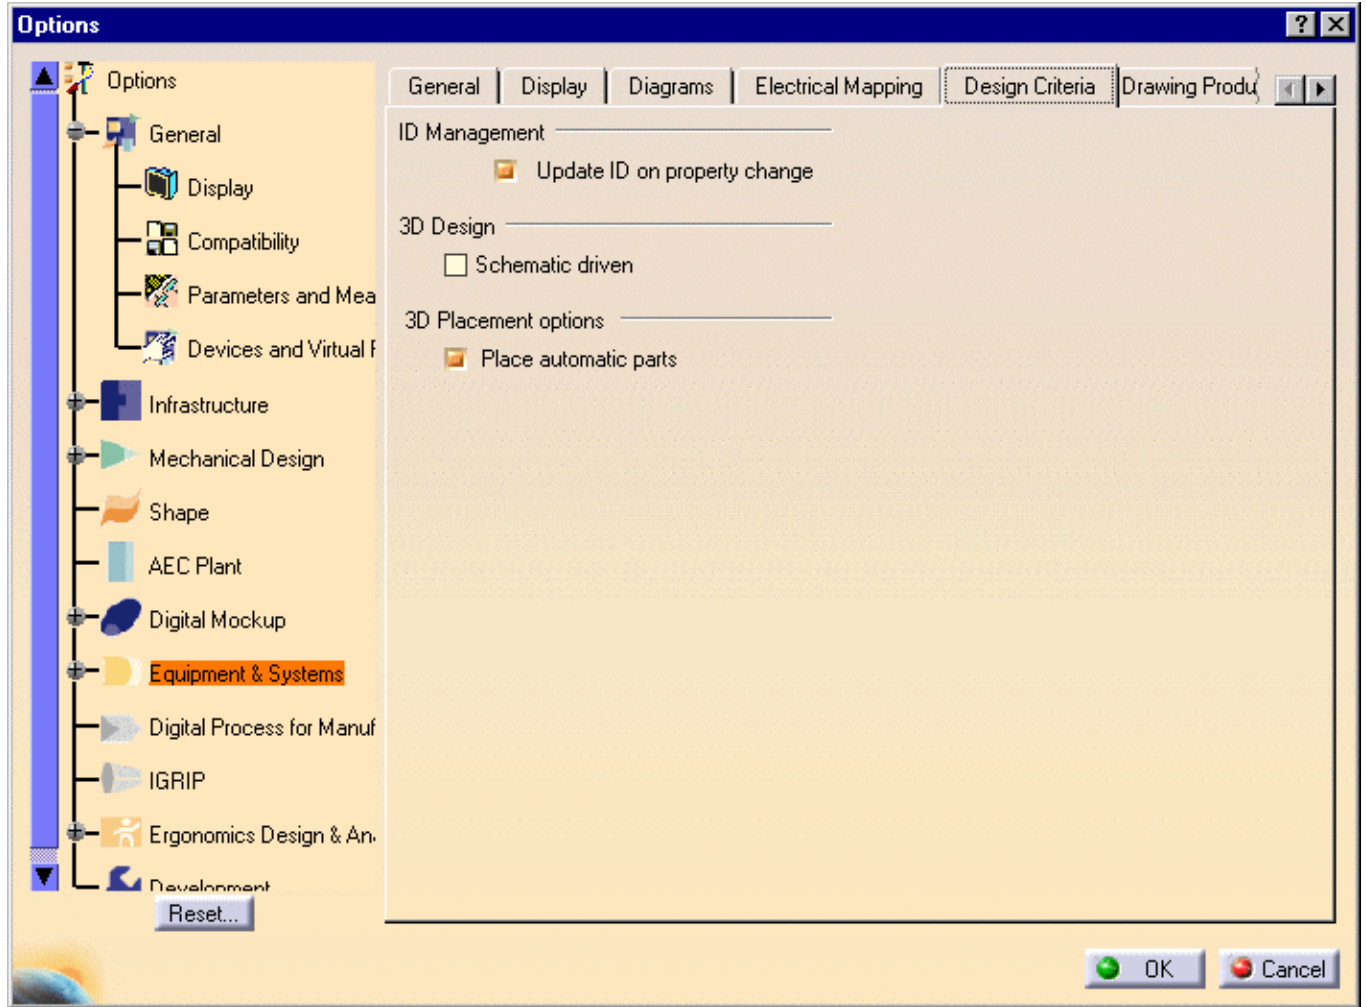 Options
Options
General
Display
Compatibility
Parameters and Mea
Devices and Virtual
Infrastructure
Mechanical Design
Shape
AEC Plant
Digital Mockup
Equipment & Systems
Digital Process for Manuf
IGRIP
Ergonomics Design & An
Development
Reset...
General Display Diagrams Electrical Mapping Design Criteria Drawing Produ
ID Management
Update ID on property change
3D Design
Schematic driven
3D Placement options
Place automatic parts
OK Cancel